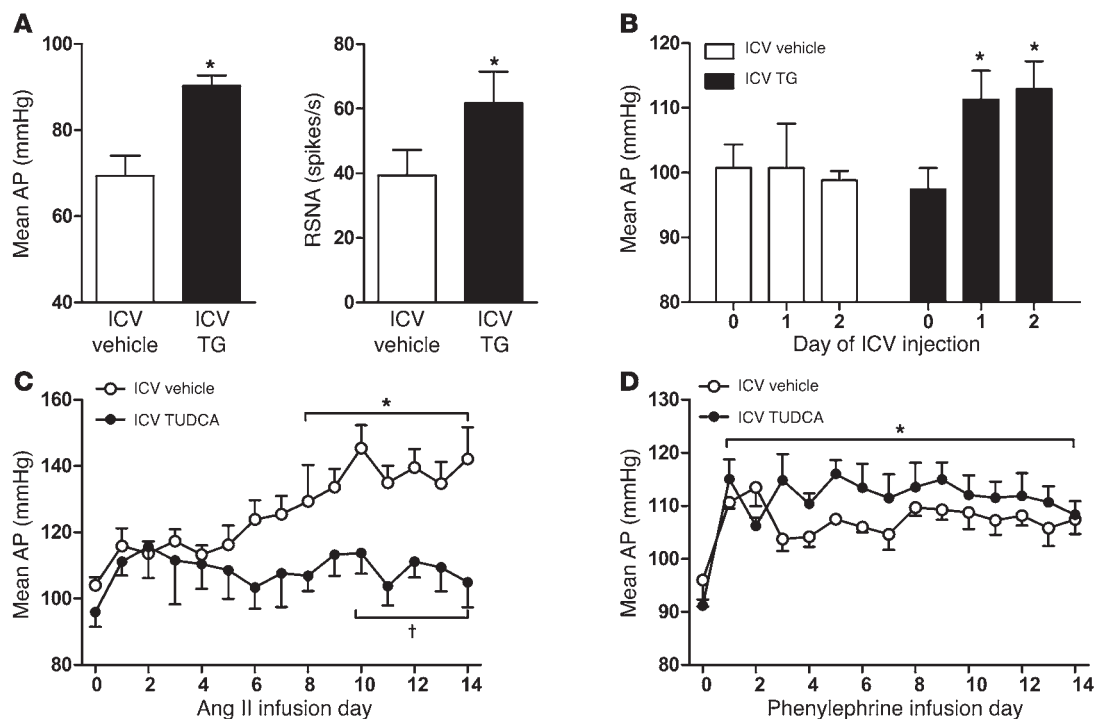 A
Mean AP (mmHg)
100
80
60
40
*
ICV
vehicle
ICV
TG
RSNA (spikes/s)
80
60
40
20
0
*
ICV
vehicle
ICV
TG
B
ICV vehicle
ICV TG
Mean AP (mmHg)
120
110
100
90
80
* *
0 1 2 0 1 2
Day of ICV injection
C
ICV vehicle
ICV TUDCA
Mean AP (mmHg)
160
140
120
100
80
*
†
0 2 4 6 8 10 12 14
Ang II infusion day
D
ICV vehicle
ICV TUDCA
Mean AP (mmHg)
130
120
110
100
90
80
*
0 2 4 6 8 10 12 14
Phenylephrine infusion day